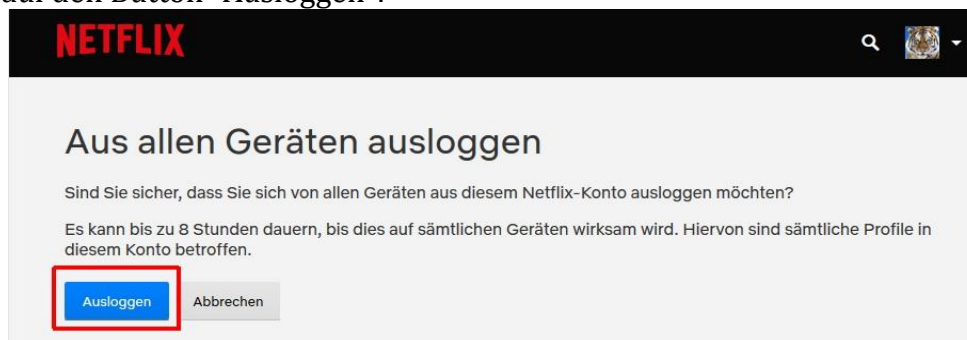 auf den Button "Ausloggen".
NETFLIX
Aus allen Geräten ausloggen
Sind Sie sicher, dass Sie sich von allen Geräten aus diesem Netflix-Konto ausloggen möchten?
Es kann bis zu 8 Stunden dauern, bis dies auf sämtlichen Geräten wirksam wird. Hiervon sind sämtliche Profile in
diesem Konto betroffen.
Ausloggen Abbrechen